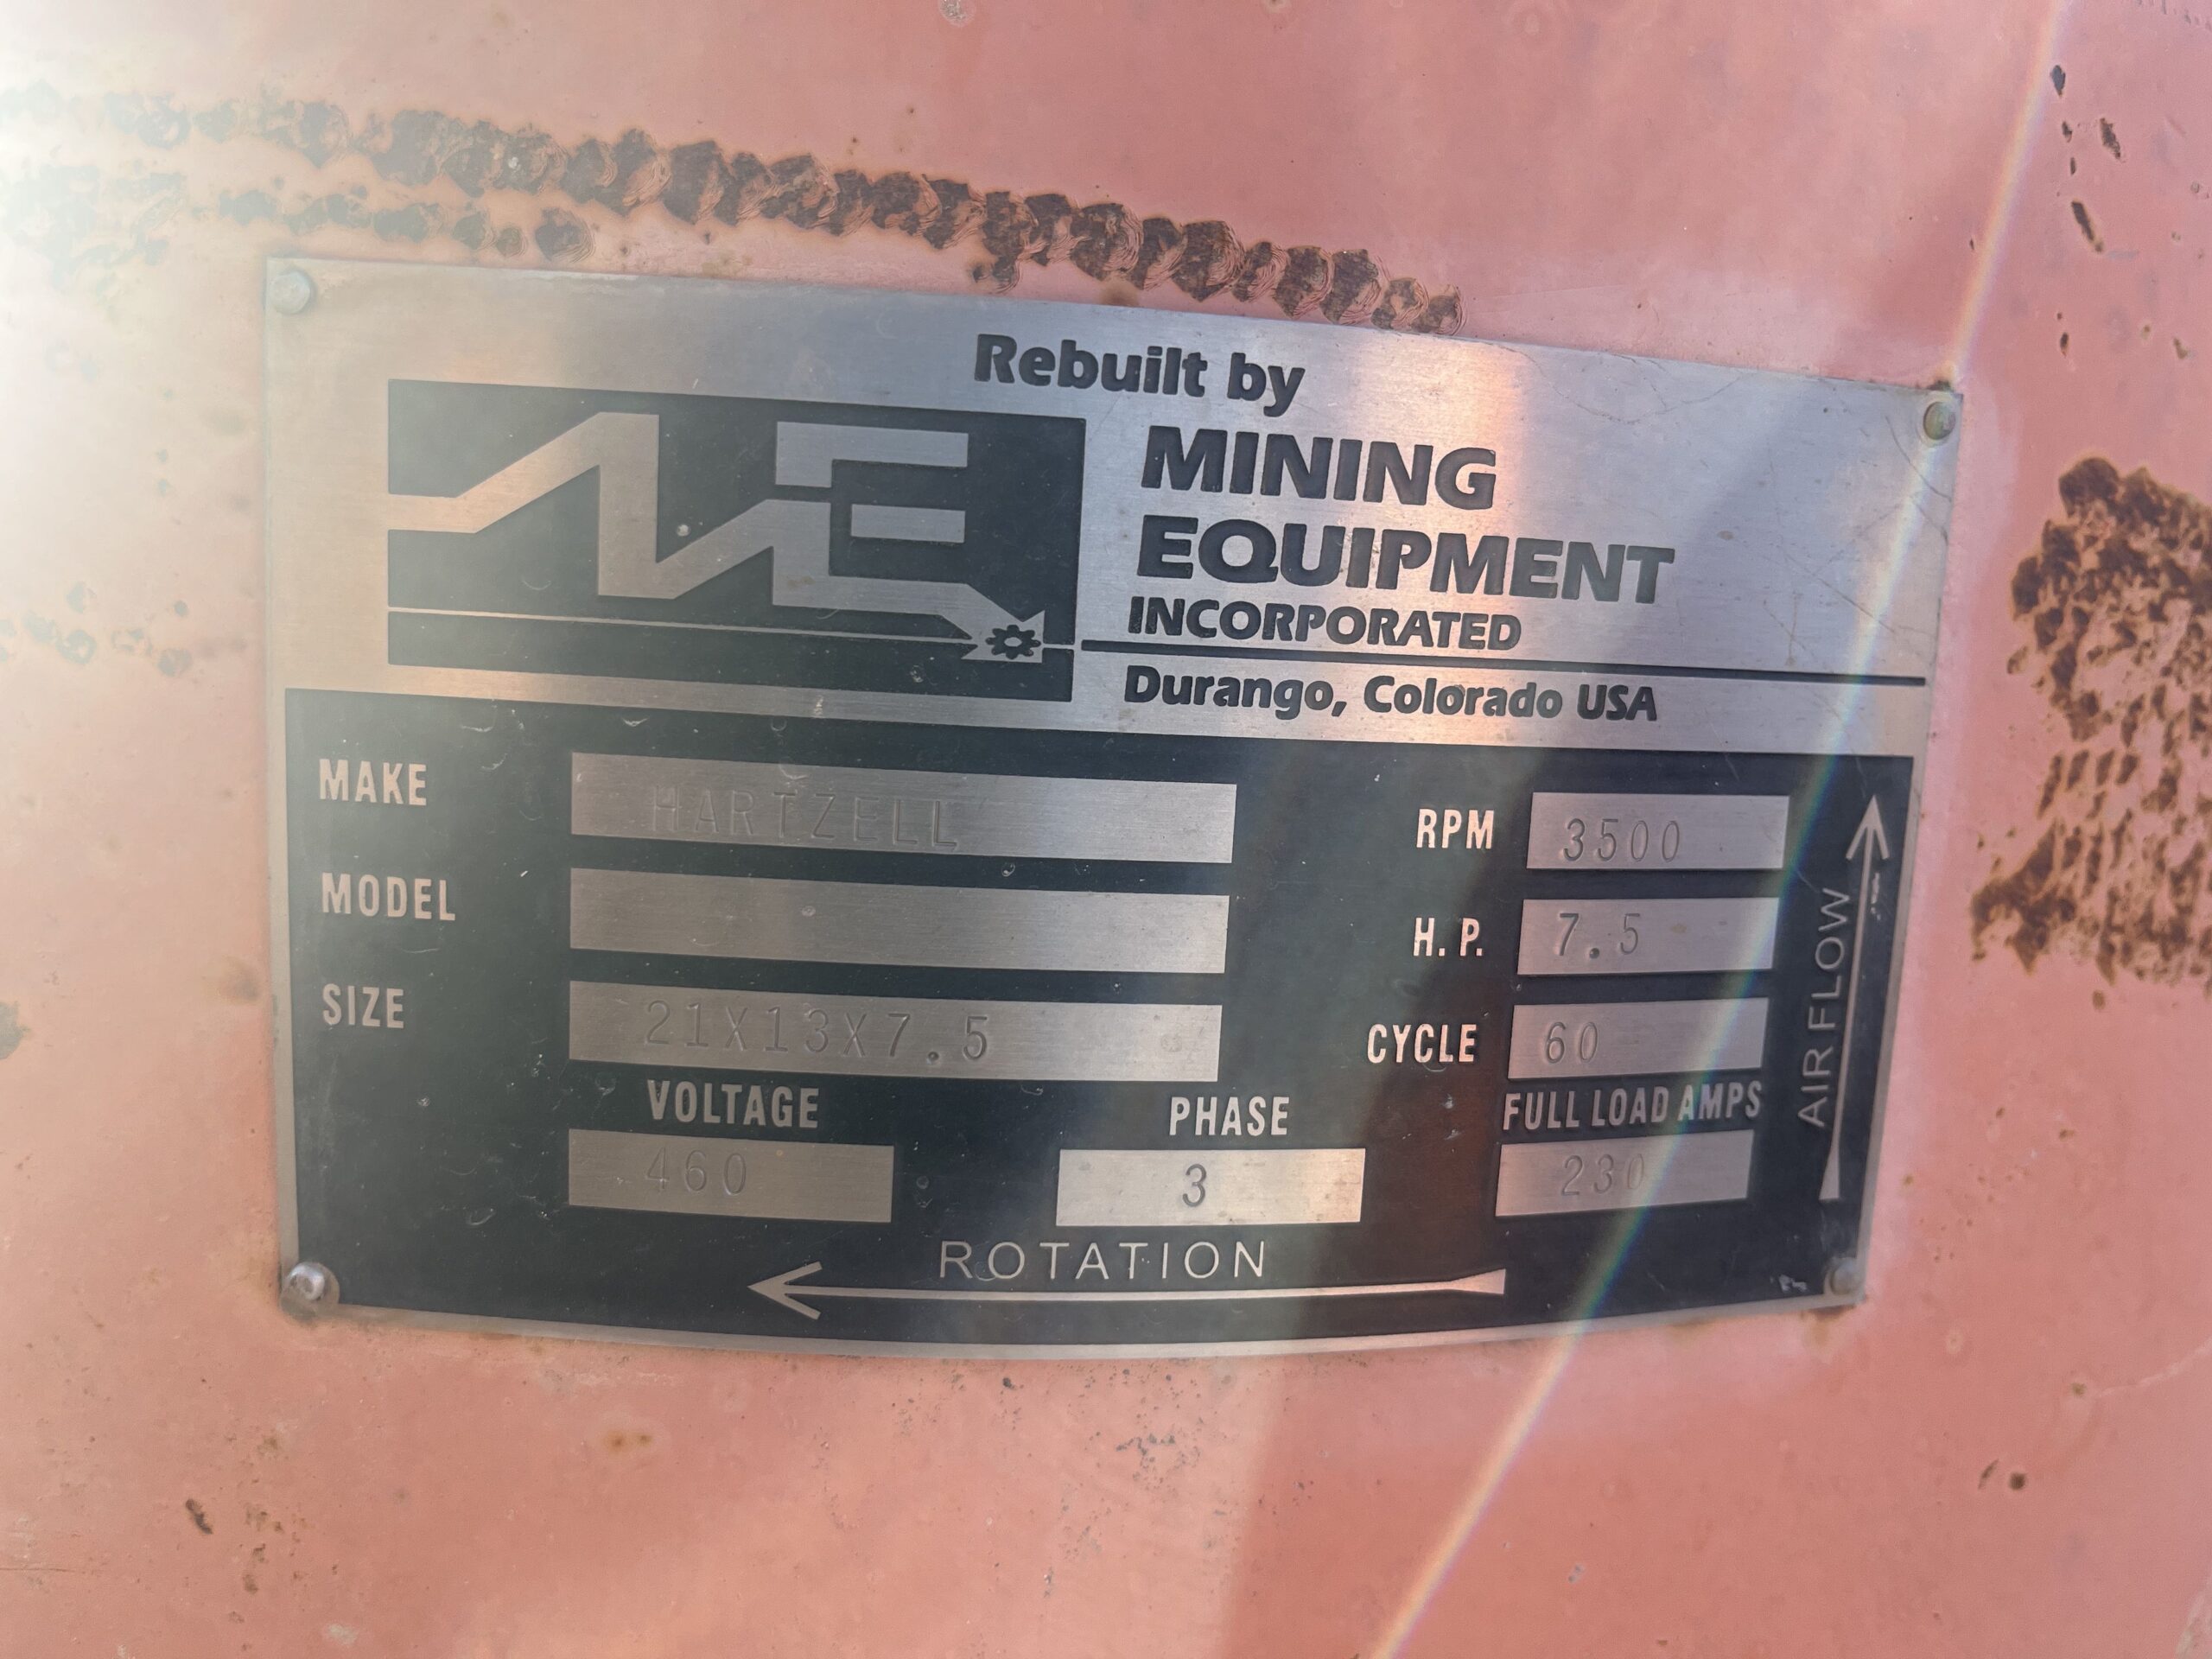 Rebuilt by
MINING
EQUIPMENT
INCORPORATED
Durango, Colorado USA
MAKE HARTZELL
RPM 3500
MODEL
H.P. 7.5
SIZE 21X13X7.5
CYCLE 60
VOLTAGE PHASE FULL LOAD AMPS
460 3 230
AIR FLOW
ROTATION